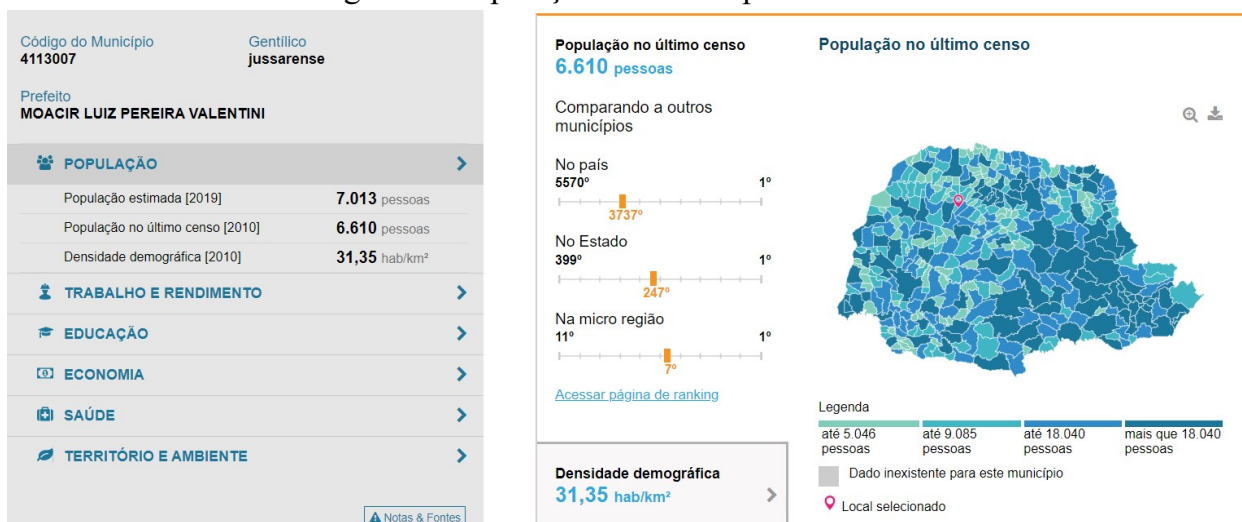 Código do Município Gentílico
4113007 jussarense
Prefeito
MOACIR LUIZ PEREIRA VALENTINI
POPULAÇÃO
População estimada [2019] 7.013 pessoas
População no último censo [2010] 6.610 pessoas
Densidade demográfica [2010] 31,35 hab/km²
TRABALHO E RENDIMENTO
EDUCAÇÃO
ECONOMIA
SAÚDE
TERRITÓRIO E AMBIENTE
Notas & Fontes
População no último censo
6.610 pessoas
Comparando a outros
municípios
No país
5570º 1º
3737º
No Estado
399º 1º
247º
Na micro região
11º 1º
7º
Acessar página de ranking
Densidade demográfica
31,35 hab/km²
População no último censo
Legenda
até 5.046 até 9.085 até 18.040 mais que 18.040
pessoas pessoas pessoas pessoas
Dado inexistente para este município
Local selecionado